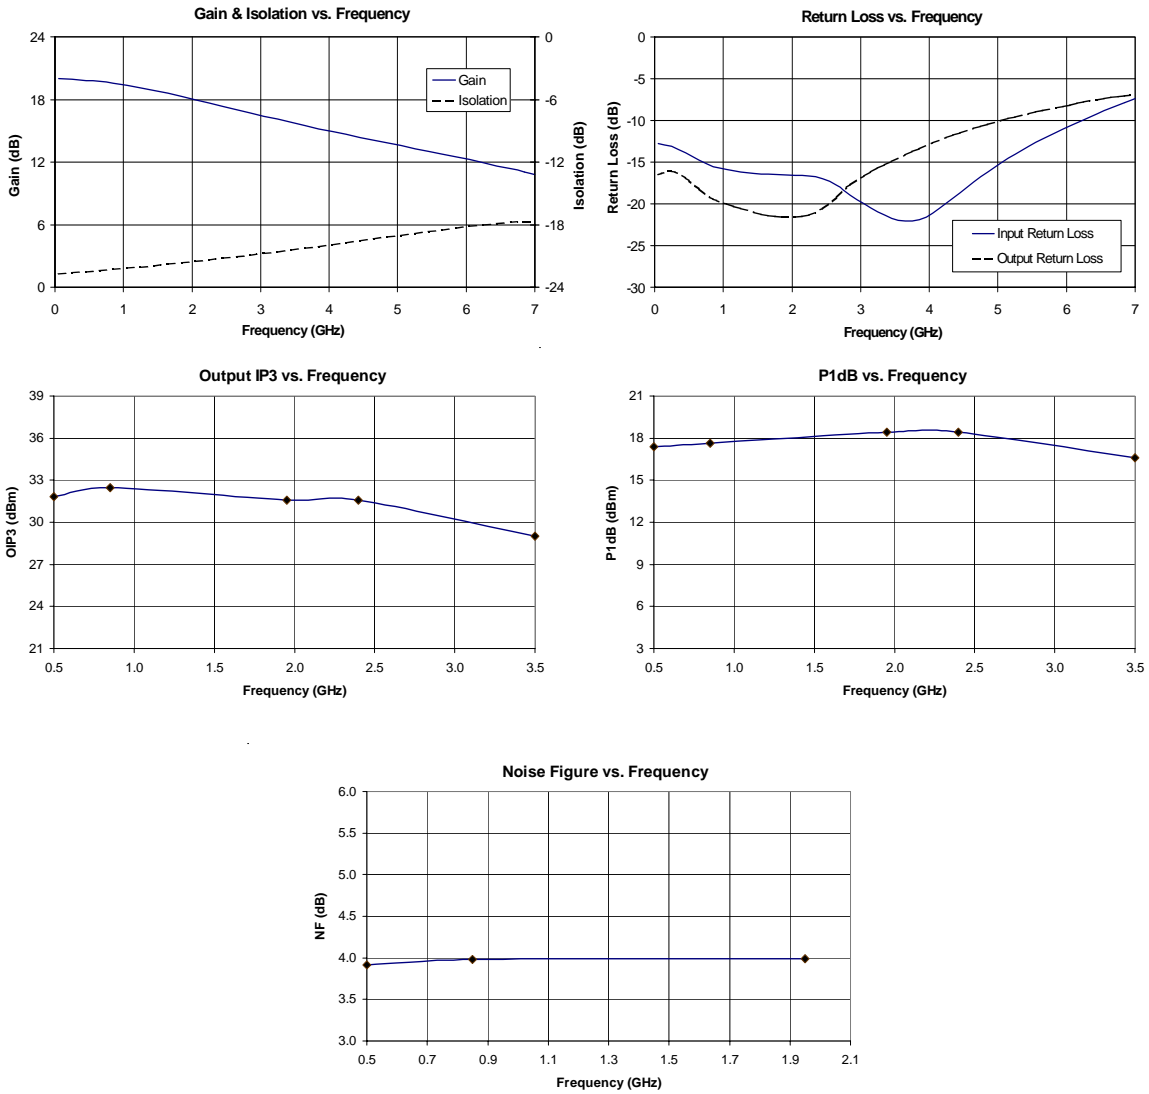 Gain & Isolation vs. Frequency
24
18
12
6
0
Gain (dB)
0
-6
-12
-18
-24
Isolation (dB)
Gain
Isolation
0 1 2 3 4 5 6 7
Frequency (GHz)
Return Loss vs. Frequency
0
-5
-10
-15
-20
-25
-30
Return Loss (dB)
Input Return Loss
Output Return Loss
0 1 2 3 4 5 6 7
Frequency (GHz)
Output IP3 vs. Frequency
39
36
33
30
27
24
21
OIP3 (dBm)
0.5 1.0 1.5 2.0 2.5 3.0 3.5
Frequency (GHz)
P1dB vs. Frequency
21
18
15
12
9
6
3
P1dB (dBm)
0.5 1.0 1.5 2.0 2.5 3.0 3.5
Frequency (GHz)
Noise Figure vs. Frequency
6.0
5.5
5.0
4.5
4.0
3.5
3.0
NF (dB)
0.5 0.7 0.9 1.1 1.3 1.5 1.7 1.9 2.1
Frequency (GHz)